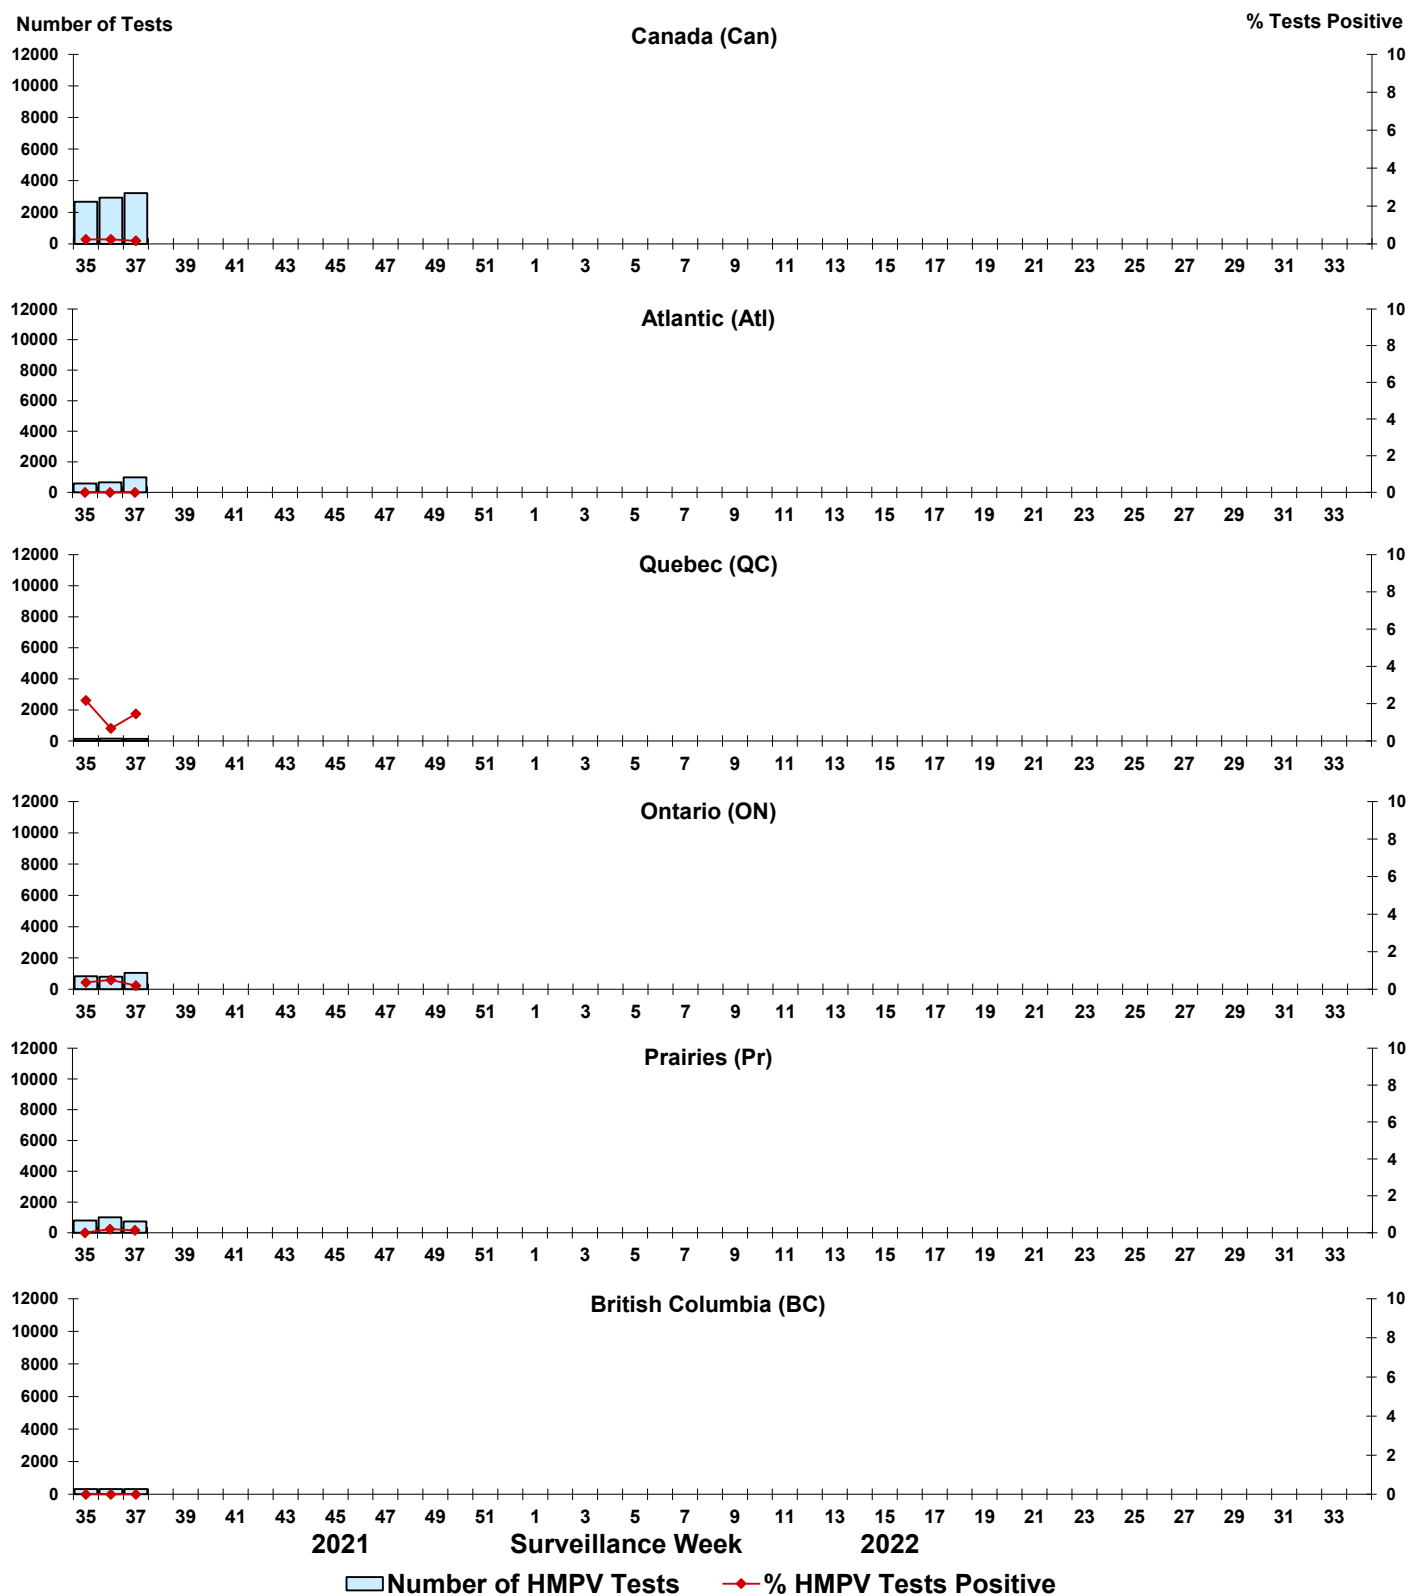 Number of Tests % Tests Positive
Canada (Can)
12000 10
10000 8
8000
6000 6
4000 4
2000 2
0 0
35 37 39 41 43 45 47 49 51 1 3 5 7 9 11 13 15 17 19 21 23 25 27 29 31 33
Atlantic (Atl)
12000 10
10000 8
8000
6000 6
4000 4
2000 2
0 0
35 37 39 41 43 45 47 49 51 1 3 5 7 9 11 13 15 17 19 21 23 25 27 29 31 33
Quebec (QC)
12000 10
10000 8
8000
6000 6
4000 4
2000 2
0 0
35 37 39 41 43 45 47 49 51 1 3 5 7 9 11 13 15 17 19 21 23 25 27 29 31 33
Ontario (ON)
12000 10
10000 8
8000
6000 6
4000 4
2000 2
0 0
35 37 39 41 43 45 47 49 51 1 3 5 7 9 11 13 15 17 19 21 23 25 27 29 31 33
Prairies (Pr)
12000 10
10000 8
8000
6000 6
4000 4
2000 2
0 0
35 37 39 41 43 45 47 49 51 1 3 5 7 9 11 13 15 17 19 21 23 25 27 29 31 33
British Columbia (BC)
12000 10
10000 8
8000
6000 6
4000 4
2000 2
0 0
35 37 39 41 43 45 47 49 51 1 3 5 7 9 11 13 15 17 19 21 23 25 27 29 31 33
2021 Surveillance Week 2022
Number of HMPV Tests % HMPV Tests Positive